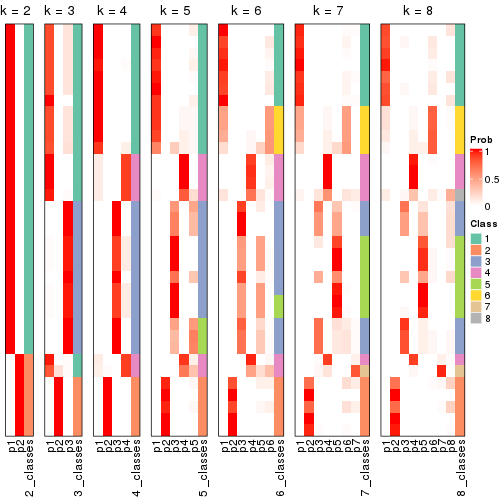 k = 2
k = 3
k = 4
k = 5
k = 6
k = 7
k = 8
Prob
1
0.5
0
Class
1
2
3
4
5
6
7
8
p1
p2
2_classes
p1
p2
p3
3_classes
p1
p2
p3
p4
4_classes
p1
p2
p3
p4
p5
5_classes
p1
p2
p3
p4
p5
p6
6_classes
p1
p2
p3
p4
p5
p6
p7
7_classes
p1
p2
p3
p4
p5
p6
p7
p8
8_classes